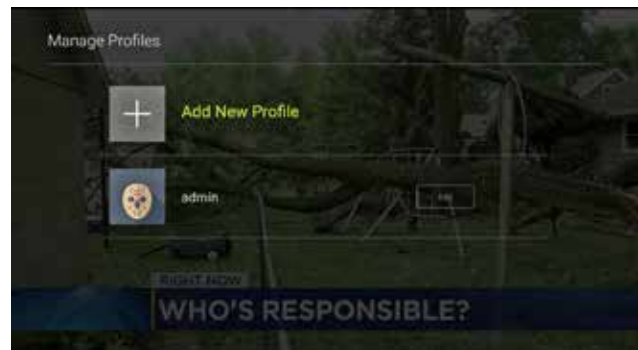 Manage Profiles
Add New Profile
admin
RIGHT NOW
WHO'S RESPONSIBLE?